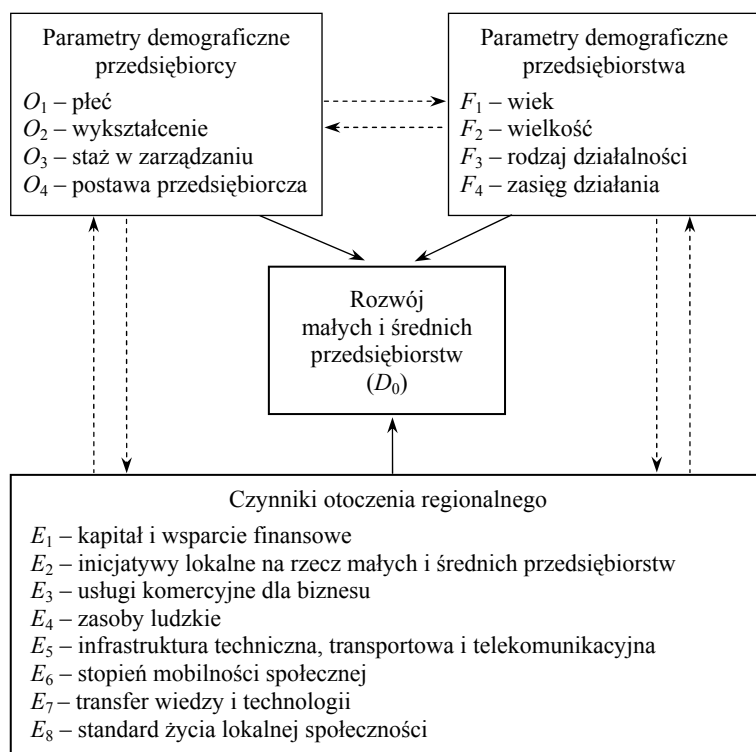 Parametry demograficzne
przedsiębiorcy
O1 – płeć
O2 – wykształcenie
O3 – staż w zarządzaniu
O4 – postawa przedsiębiorcza
Parametry demograficzne
przedsiębiorstwa
F1 – wiek
F2 – wielkość
F3 – rodzaj działalności
F4 – zasięg działania
Rozwój
małych i średnich
przedsiębiorstw
(D0)
Czynniki otoczenia regionalnego
E1 – kapitał i wsparcie finansowe
E2 – inicjatywy lokalne na rzecz małych i średnich przedsiębiorstw
E3 – usługi komercyjne dla biznesu
E4 – zasoby ludzkie
E5 – infrastruktura techniczna, transportowa i telekomunikacyjna
E6 – stopień mobilności społecznej
E7 – transfer wiedzy i technologii
E8 – standard życia lokalnej społeczności